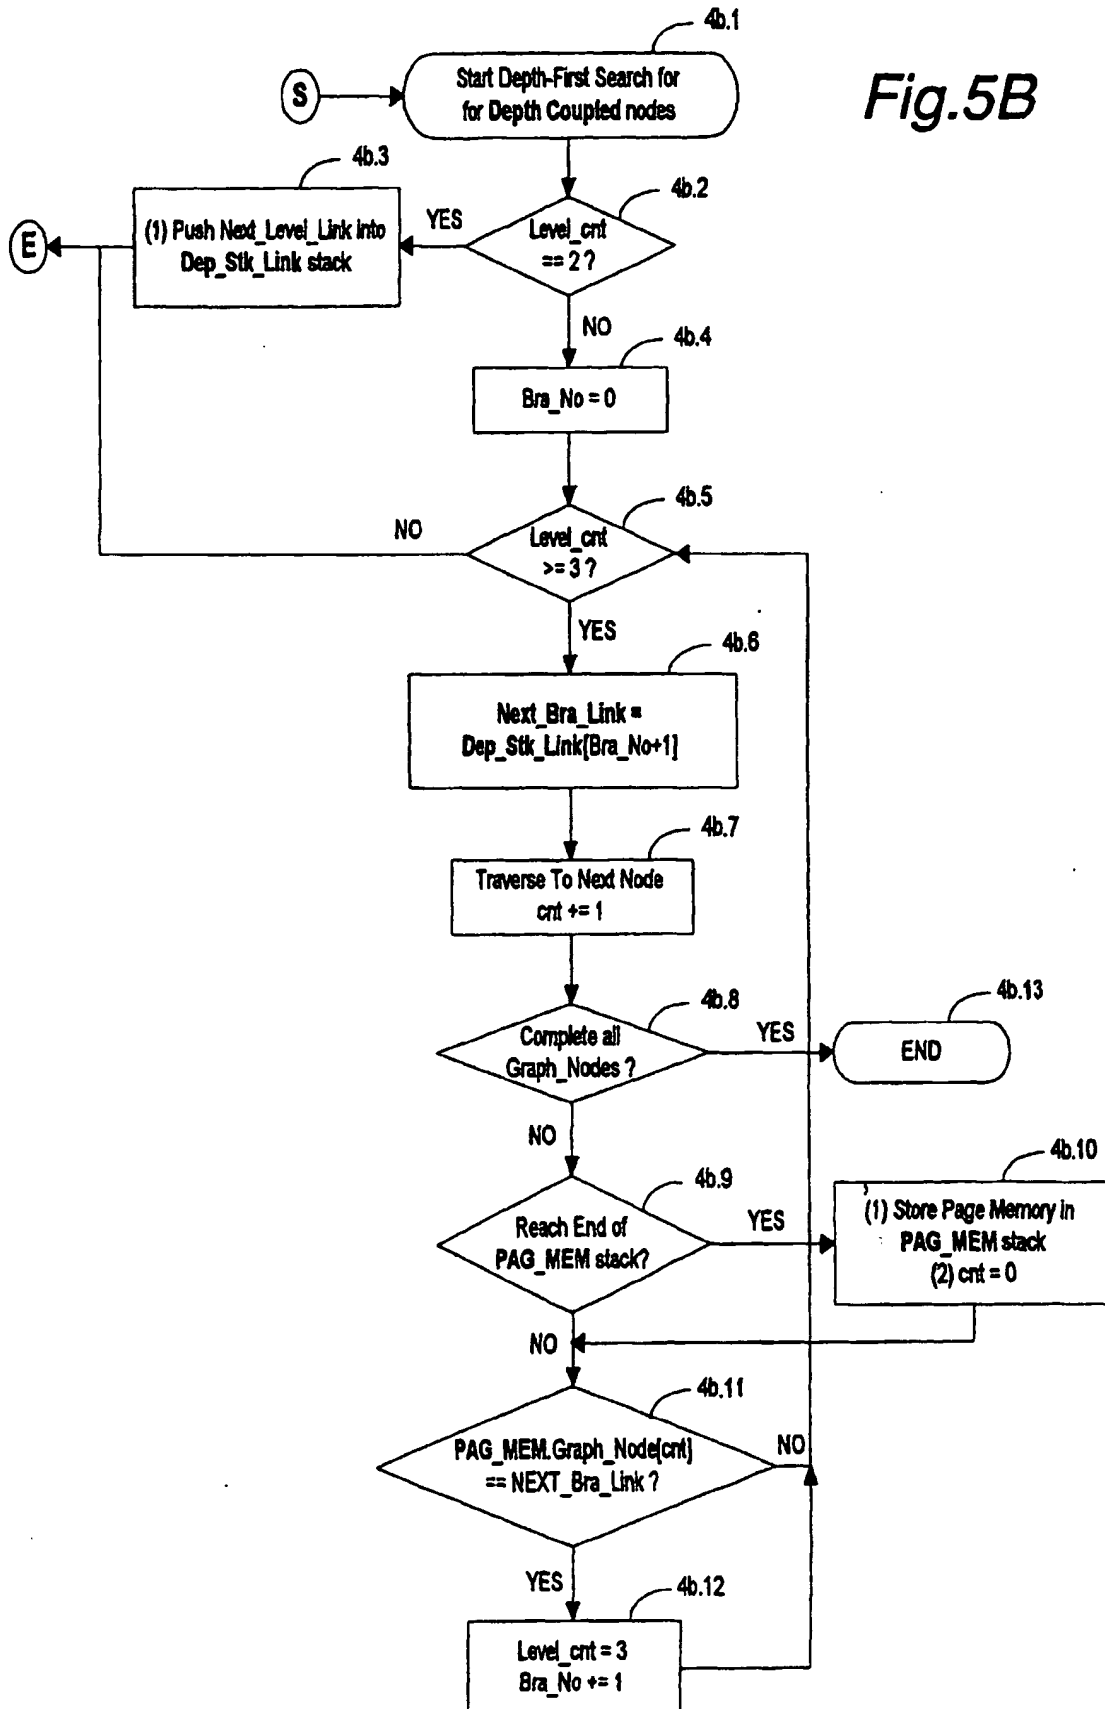 4b.1
Start Depth-First Search for
for Depth Coupted nodes
S
Fig.5B
4b.3
4b.2
(1) Push Next_Level_Link into
Dep_Stk_Link stack
YES
Level_cnt
== 2 ?
E
NO
4b.4
Bra_No = 0
4b.5
NO
Level_cnt
>= 3 ?
YES
4b.6
Next_Bra_Link =
Dep_Stk_Link[Bra_No+1]
4b.7
Traverse To Next Node
cnt += 1
4b.8
4b.13
Complete all
Graph_Nodes ?
YES
END
NO
4b.9
4b.10
Reach End of
PAG_MEM stack?
YES
(1) Store Page Memory in
PAG_MEM stack
(2) cnt = 0
NO
4b.11
PAG_MEM.Graph_Node[cnt]
== NEXT_Bra_Link ?
NO
YES
4b.12
Level_cnt = 3
Bra_No += 1